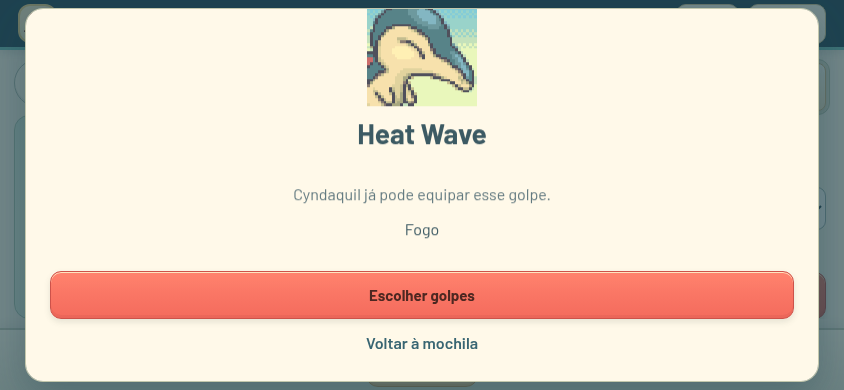 Heat Wave
Cyndaquil já pode equipar esse golpe.
Fogo
Escolher golpes
Voltar à mochila